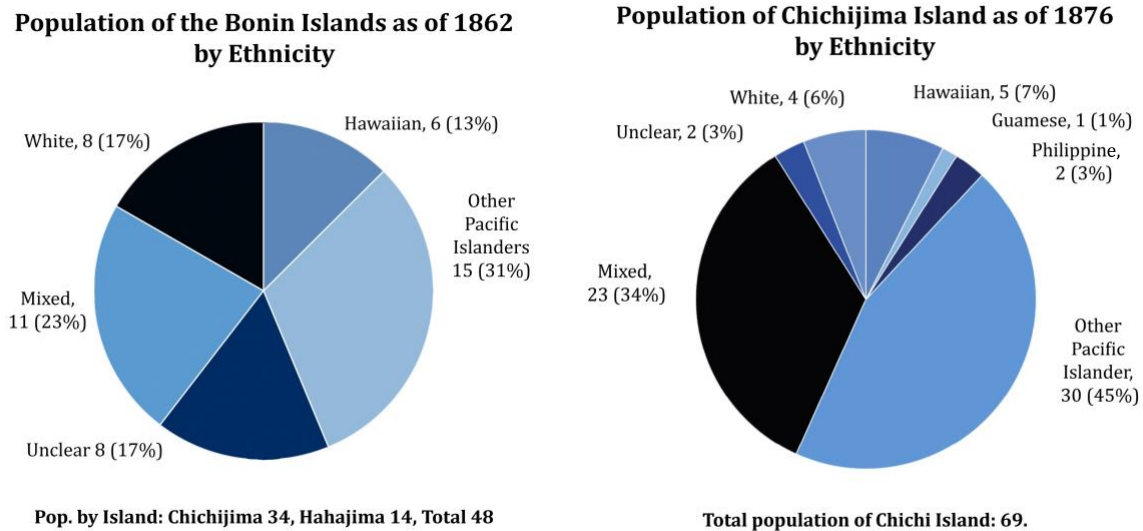 Population of the Bonin Islands as of 1862
by Ethnicity
White, 8 (17%)
Hawaiian, 6 (13%)
Other
Pacific
Islanders
15 (31%)
Mixed,
11 (23%)
Unclear 8 (17%)
Pop. by Island: Chichijima 34, Hahajima 14, Total 48
Population of Chichijima Island as of 1876
by Ethnicity
White, 4 (6%)
Hawaiian, 5 (7%)
Unclear, 2 (3%)
Guamese, 1 (1%)
Philippine,
2 (3%)
Mixed,
23 (34%)
Other
Pacific
Islander,
30 (45%)
Total population of Chichi Island: 69.